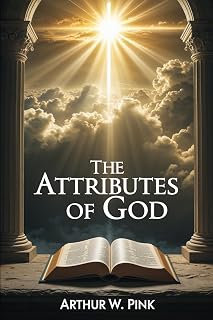 THE
ATTRIBUTES
OF GOD
ARTHUR W. PINK